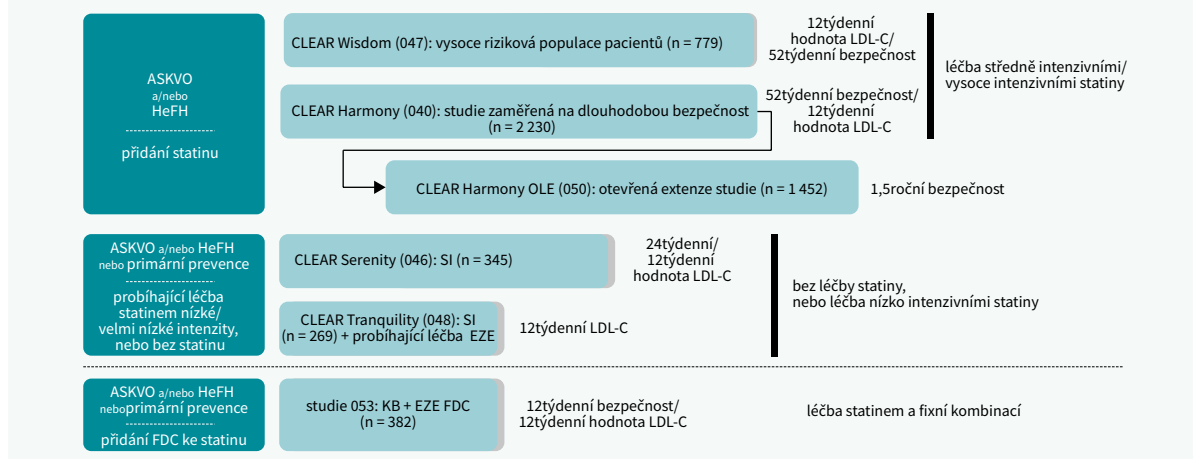 ASKVO
a/nebo
HeFH
přidání statinu
CLEAR Wisdom (047): vysoce riziková populace pacientů (n = 779)
12týdenní
hodnota LDL-C/
52týdenní bezpečnost
CLEAR Harmony (040): studie zaměřená na dlouhodobou bezpečnost
(n = 2 230)
52týdenní bezpečnost/
12týdenní
hodnota LDL-C
léčba středně intenzivními/
vysoce intenzivními statiny
CLEAR Harmony OLE (050): otevřená extenze studie (n = 1 452)
1,5roční bezpečnost
ASKVO a/nebo HeFH
nebo primární prevence
probíhající léčba
statinem nízké/
velmi nízké intenzity,
nebo bez statinu
CLEAR Serenity (046): SI (n = 345)
24týdenní/
12týdenní
hodnota LDL-C
CLEAR Tranquility (048): SI
(n = 269) + probíhající léčba EZE
12týdenní LDL-C
bez léčby statiny,
nebo léčba nízko intenzivními statiny
ASKVO a/nebo HeFH
neboprimární prevence
přidání FDC ke statinu
studie 053: KB + EZE FDC
(n = 382)
12týdenní bezpečnost/
12týdenní hodnota LDL-C
léčba statinem a fixní kombinací